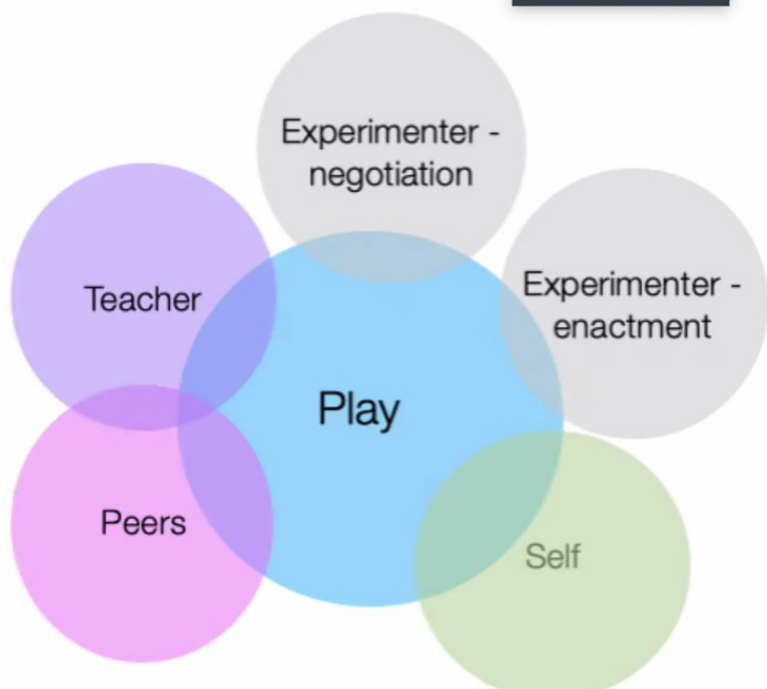 Experimenter -
negotiation
Teacher
Experimenter -
enactment
Play
Peers
Self